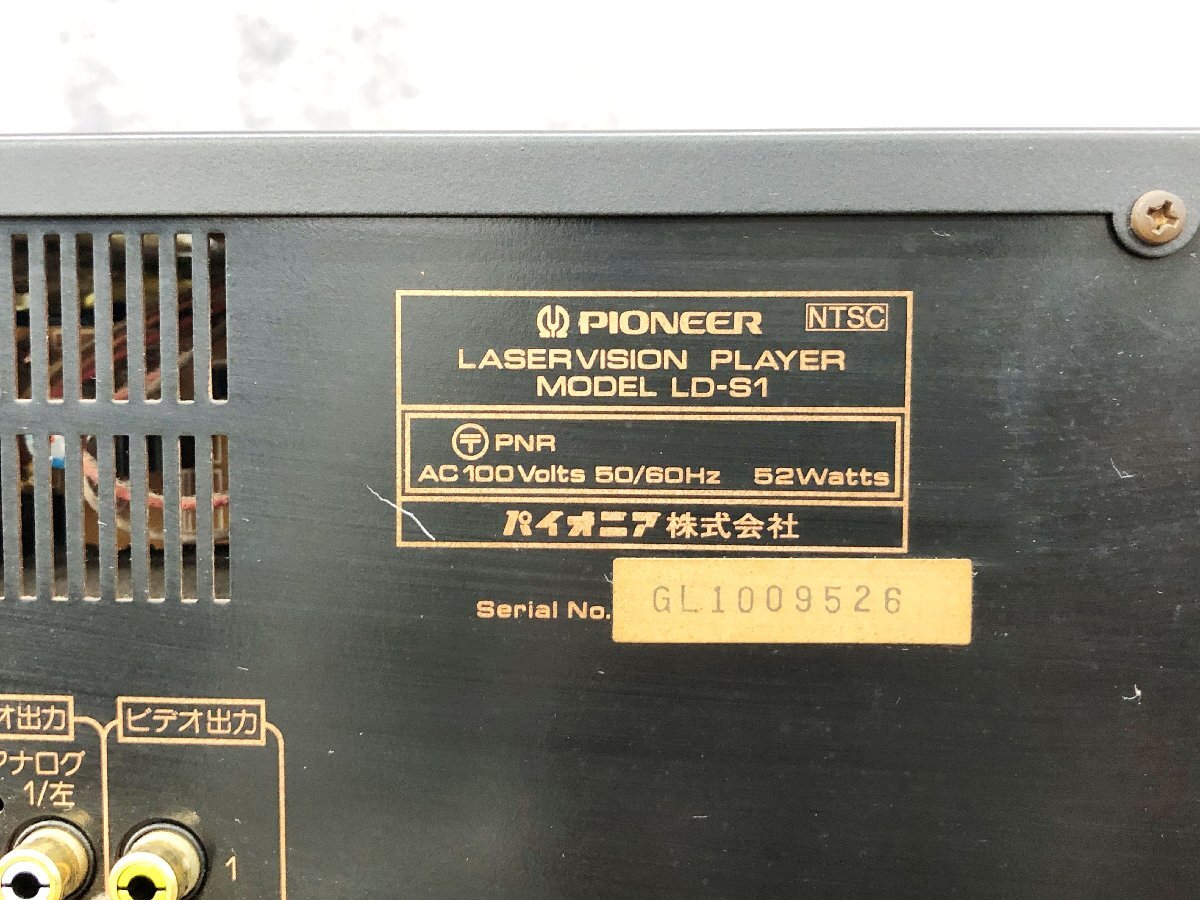 PIONEER NTSC
LASERVISION PLAYER
MODEL LD-S1
〒 PNR
AC 100 Volts 50/60Hz 52Watts
パイオニア株式会社
Serial No. GL1009526
オ出力 ビデオ出力
アナログ
1/左
1